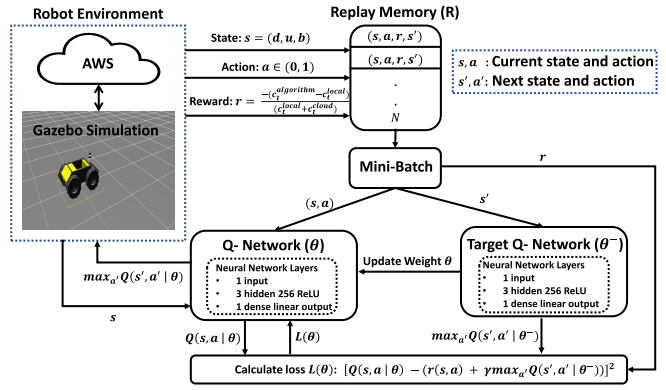 Robot Environment
AWS
Gazebo Simulation
State: s = (d, u, b)
Action: a ∈ (0, 1)
Reward: r = −(c_t^algorithm − c_t^local) / (c_t^local + c_t^cloud)
Replay Memory (R)
(s, a, r, s′)
(s, a, r, s′)
.
.
N
s, a : Current state and action
s′, a′: Next state and action
Mini-Batch
r
(s, a)
s′
Q- Network (θ)
Neural Network Layers
• 1 input
• 3 hidden 256 ReLU
• 1 dense linear output
Update Weight θ
Target Q- Network (θ⁻)
Neural Network Layers
• 1 input
• 3 hidden 256 ReLU
• 1 dense linear output
max_a′ Q(s′, a′ | θ)
s
Q(s, a | θ)
L(θ)
max_a′ Q(s′, a′ | θ⁻)
Calculate loss L(θ): [Q(s, a | θ) − (r(s, a) + γmax_a′ Q(s′, a′ | θ⁻))]²